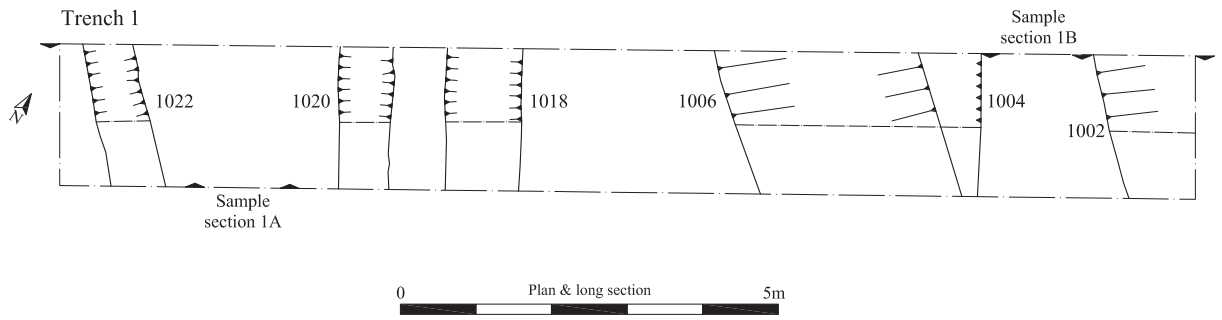 Trench 1
Sample
section 1B
1022
1020
1018
1006
1004
1002
N
Sample
section 1A
0
Plan & long section
5m